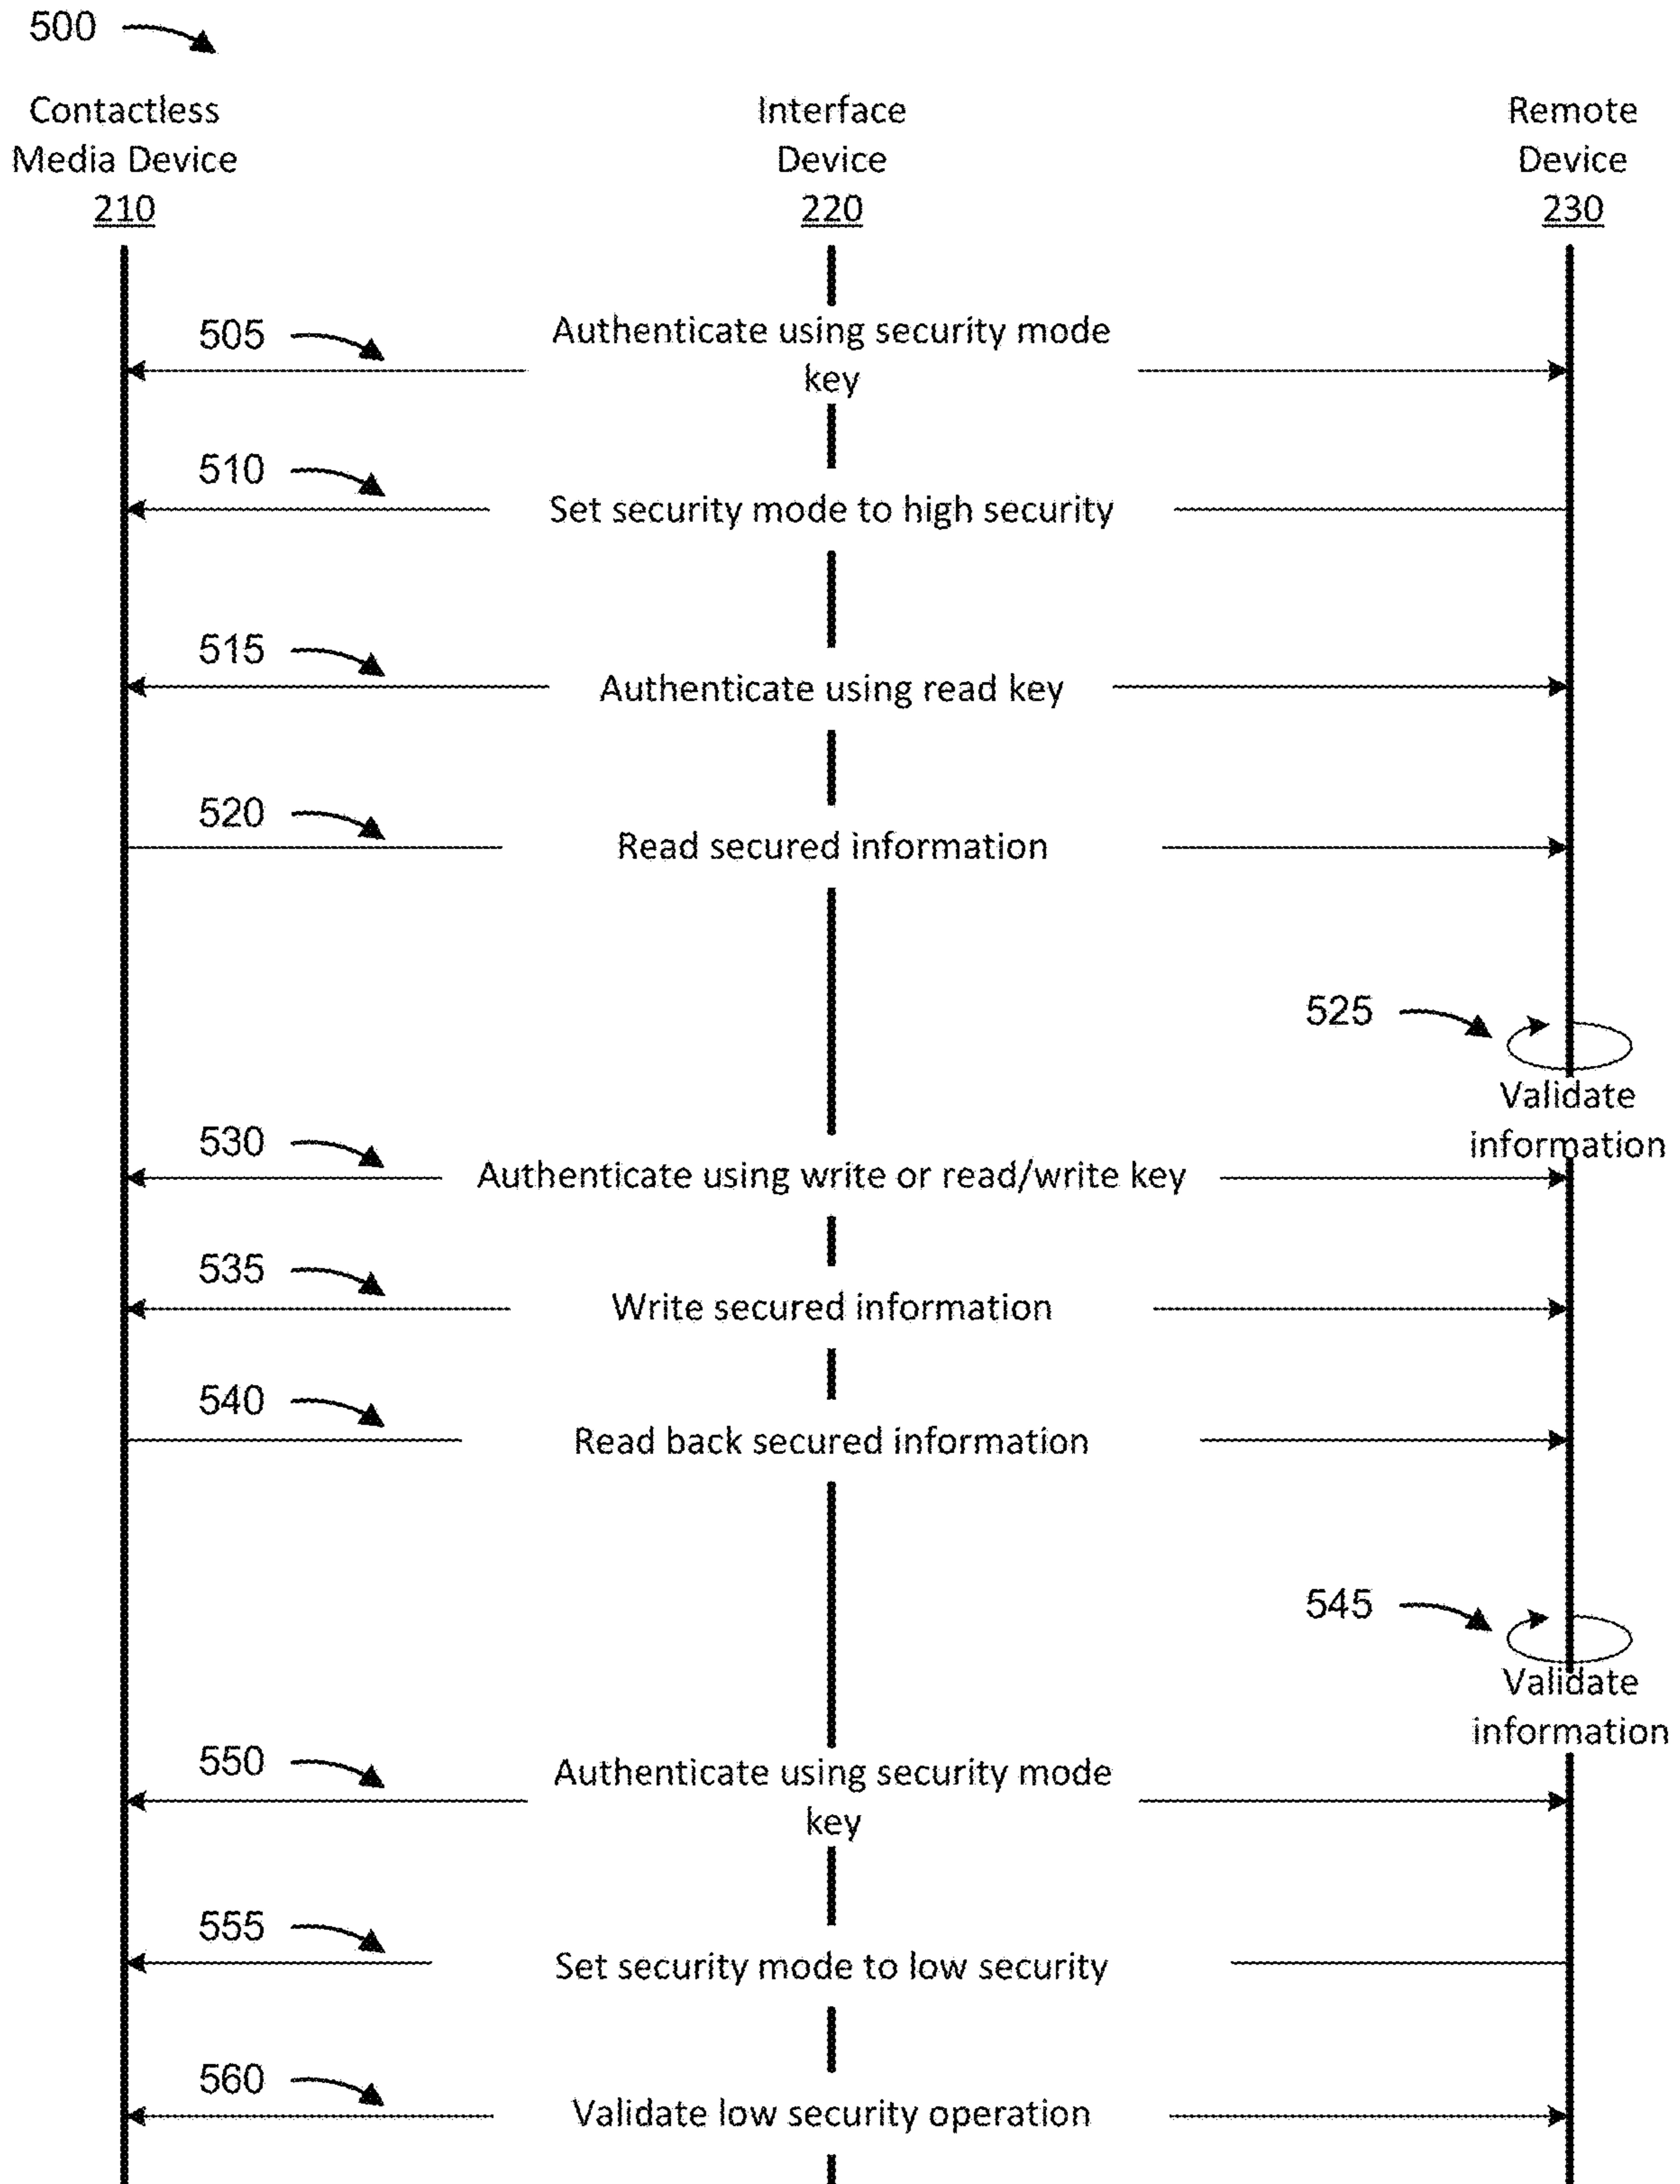 500
Contactless
Media Device
210
Interface
Device
220
Remote
Device
230
505
Authenticate using security mode
key
510
Set security mode to high security
515
Authenticate using read key
520
Read secured information
525
Validate
information
530
Authenticate using write or read/write key
535
Write secured information
540
Read back secured information
545
Validate
information
550
Authenticate using security mode
key
555
Set security mode to low security
560
Validate low security operation